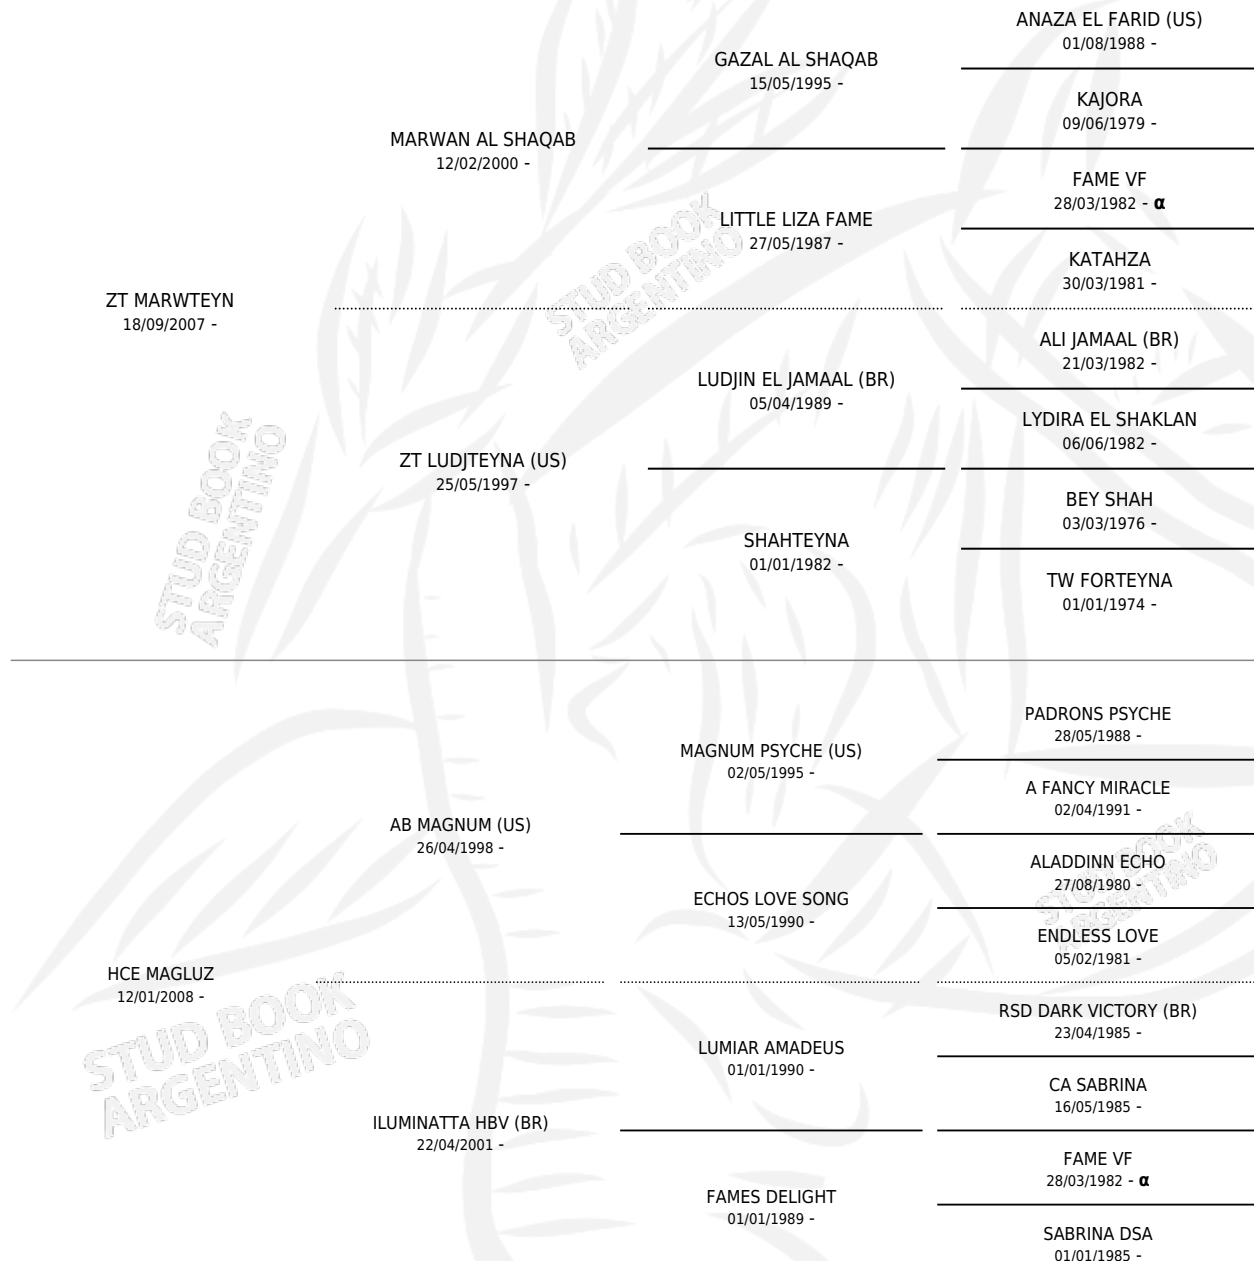 ANAZA EL FARID (US)
01/08/1988 -
GAZAL AL SHAQAB
15/05/1995 -
KAJORA
09/06/1979 -
MARWAN AL SHAQAB
12/02/2000 -
FAME VF
28/03/1982 - α
LITTLE LIZA FAME
27/05/1987 -
KATAHZA
30/03/1981 -
ZT MARWTEYN
18/09/2007 -
ALI JAMAAL (BR)
21/03/1982 -
LUDJIN EL JAMAAL (BR)
05/04/1989 -
LYDIRA EL SHAKLAN
06/06/1982 -
ZT LUDJTEYNA (US)
25/05/1997 -
BEY SHAH
03/03/1976 -
SHAHTEYNA
01/01/1982 -
TW FORTEYNA
01/01/1974 -
PADRONS PSYCHE
28/05/1988 -
MAGNUM PSYCHE (US)
02/05/1995 -
A FANCY MIRACLE
02/04/1991 -
AB MAGNUM (US)
26/04/1998 -
ALADDINN ECHO
27/08/1980 -
ECHOS LOVE SONG
13/05/1990 -
ENDLESS LOVE
05/02/1981 -
HCE MAGLUZ
12/01/2008 -
RSD DARK VICTORY (BR)
23/04/1985 -
LUMIAR AMADEUS
01/01/1990 -
CA SABRINA
16/05/1985 -
ILUMINATTA HBV (BR)
22/04/2001 -
FAME VF
28/03/1982 - α
FAMES DELIGHT
01/01/1989 -
SABRINA DSA
01/01/1985 -
STUD BOOK
ARGENTINO
STUD BOOK
ARGENTINO
STUD BOOK
ARGENTINO
STUD BOOK
ARGENTINO